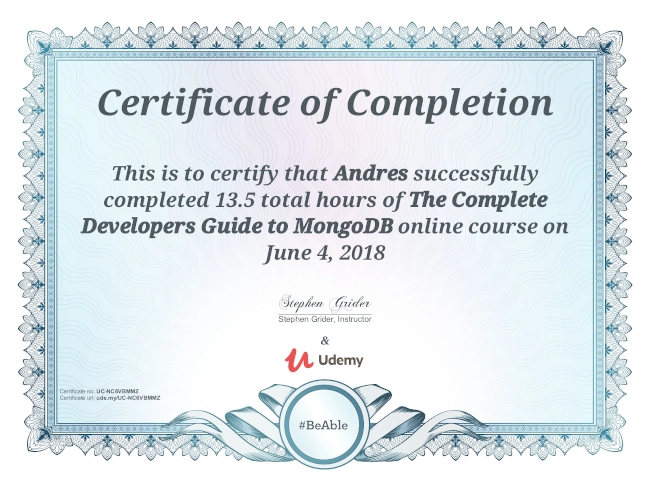 Certificate of Completion
This is to certify that Andres successfully
completed 13.5 total hours of The Complete
Developers Guide to MongoDB online course on
June 4, 2018
Stephen Grider
Stephen Grider, Instructor
&
Udemy
Certificate no: UC-NC6VBMMZ
Certificate url: ude.my/UC-NC6VBMMZ
#BeAble